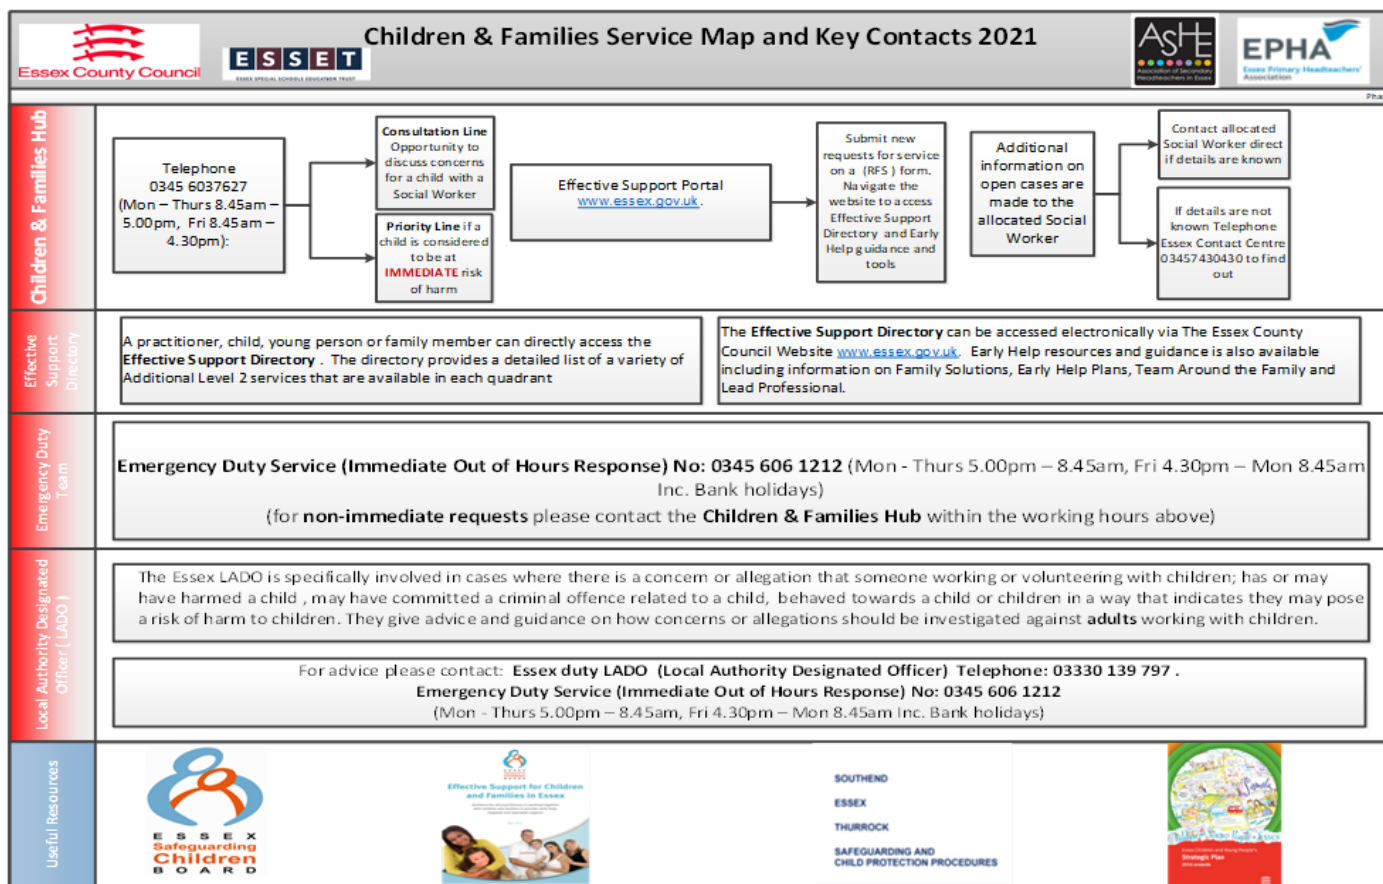 Children & Families Service Map and Key Contacts 2021
Essex County Council
ESSET
ESSEX SPECIAL SCHOOLS EDUCATION TRUST
ASHE
Association of Secondary
Headteachers in Essex
EPHA
Essex Primary Headteachers'
Association
Phas
Children & Families Hub
Telephone
0345 6037627
(Mon – Thurs 8.45am –
5.00pm, Fri 8.45am –
4.30pm):
Consultation Line
Opportunity to
discuss concerns
for a child with a
Social Worker
Priority Line if a
child is considered
to be at
IMMEDIATE risk
of harm
Effective Support Portal
www.essex.gov.uk .
Submit new
requests for service
on a (RFS ) form.
Navigate the
website to access
Effective Support
Directory and Early
Help guidance and
tools
Additional
information on
open cases are
made to the
allocated Social
Worker
Contact allocated
Social Worker direct
if details are known
If details are not
known Telephone
Essex Contact Centre
03457430430 to find
out
Effective
Support
Directory
A practitioner, child, young person or family member can directly access the
Effective Support Directory . The directory provides a detailed list of a variety of
Additional Level 2 services that are available in each quadrant
The Effective Support Directory can be accessed electronically via The Essex County
Council Website www.essex.gov.uk. Early Help resources and guidance is also available
including information on Family Solutions, Early Help Plans, Team Around the Family and
Lead Professional.
Emergency Duty
Team
Emergency Duty Service (Immediate Out of Hours Response) No: 0345 606 1212 (Mon - Thurs 5.00pm – 8.45am, Fri 4.30pm – Mon 8.45am
Inc. Bank holidays)
(for non-immediate requests please contact the Children & Families Hub within the working hours above)
Local Authority Designated
Officer ( LADO )
The Essex LADO is specifically involved in cases where there is a concern or allegation that someone working or volunteering with children; has or may
have harmed a child , may have committed a criminal offence related to a child, behaved towards a child or children in a way that indicates they may pose
a risk of harm to children. They give advice and guidance on how concerns or allegations should be investigated against adults working with children.
For advice please contact: Essex duty LADO (Local Authority Designated Officer) Telephone: 03330 139 797 .
Emergency Duty Service (Immediate Out of Hours Response) No: 0345 606 1212
(Mon - Thurs 5.00pm – 8.45am, Fri 4.30pm – Mon 8.45am Inc. Bank holidays)
Useful Resources
ESSEX
Safeguarding
Children
BOARD
Effective Support for Children
and Families in Essex
SOUTHEND
ESSEX
THURROCK
SAFEGUARDING AND
CHILD PROTECTION PROCEDURES
Essex Children and Young People's
Strategic Plan